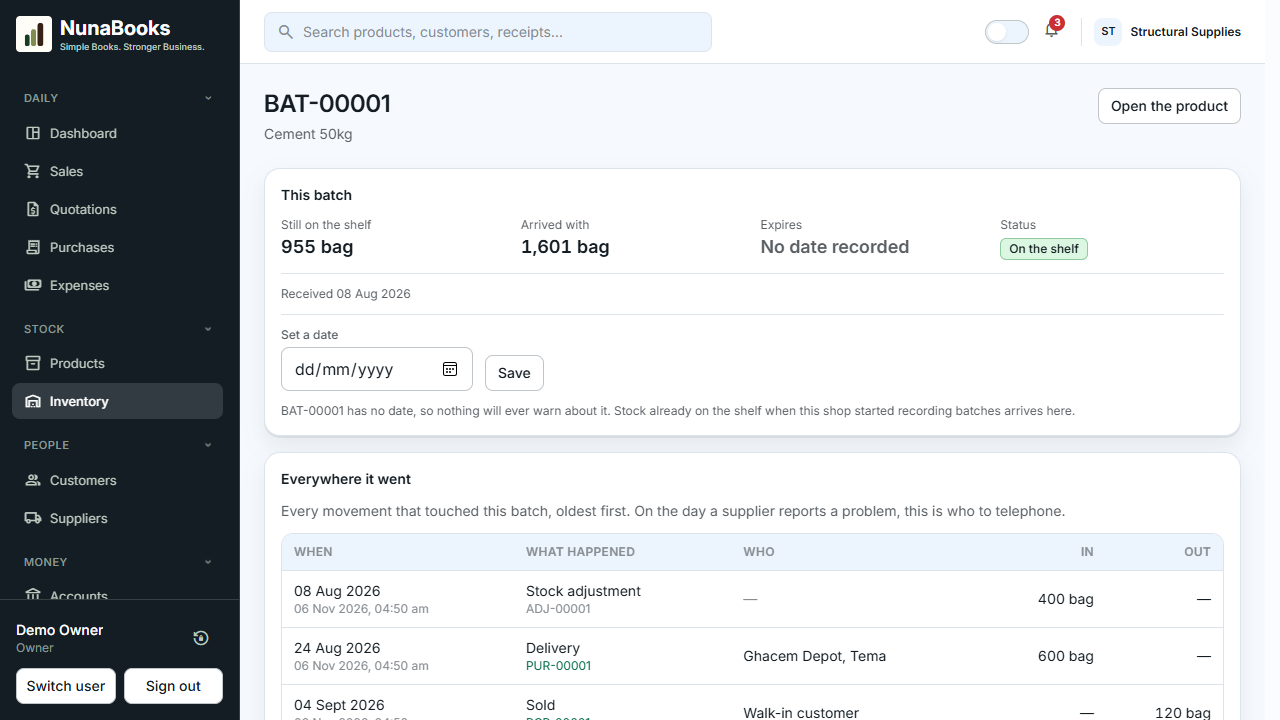 NunaBooks
Simple Books. Stronger Business.
Search products, customers, receipts...
3
ST
Structural Supplies
DAILY
Dashboard
Sales
Quotations
Purchases
Expenses
STOCK
Products
Inventory
PEOPLE
Customers
Suppliers
MONEY
Accounts
Demo Owner
Owner
Switch user
Sign out
BAT-00001
Cement 50kg
Open the product
This batch
Still on the shelf
955 bag
Arrived with
1,601 bag
Expires
No date recorded
Status
On the shelf
Received 08 Aug 2026
Set a date
dd/mm/yyyy
Save
BAT-00001 has no date, so nothing will ever warn about it. Stock already on the shelf when this shop started recording batches arrives here.
Everywhere it went
Every movement that touched this batch, oldest first. On the day a supplier reports a problem, this is who to telephone.
WHEN WHAT HAPPENED WHO IN OUT
08 Aug 2026 Stock adjustment — 400 bag —
06 Nov 2026, 04:50 am ADJ-00001
24 Aug 2026 Delivery Ghacem Depot, Tema 600 bag —
06 Nov 2026, 04:50 am PUR-00001
04 Sept 2026 Sold Walk-in customer — 120 bag